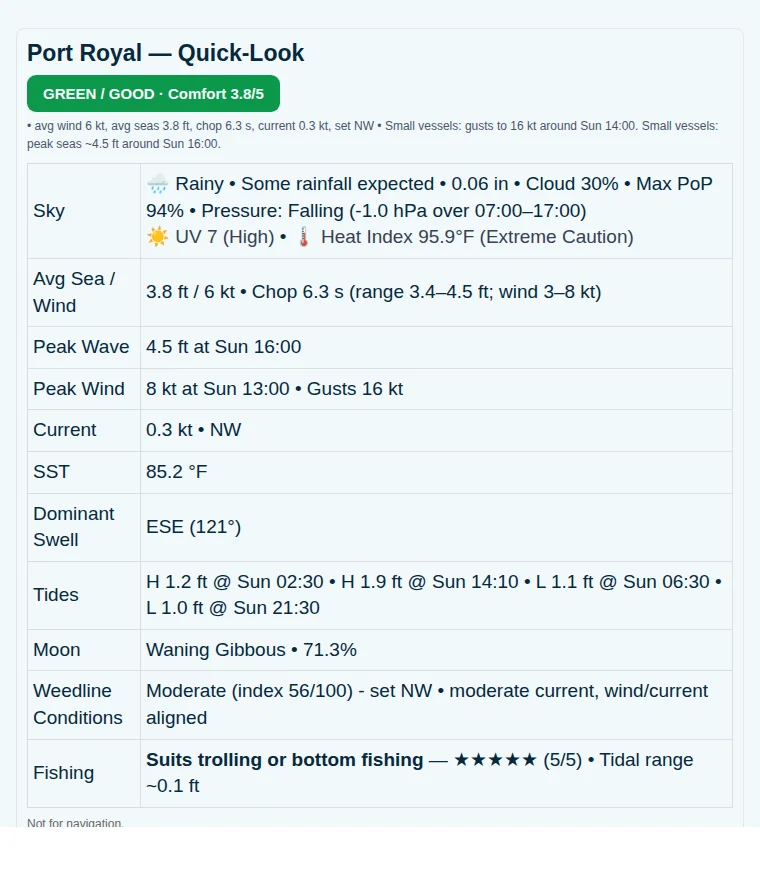 Port Royal — Quick-Look
GREEN / GOOD · Comfort 3.8/5
• avg wind 6 kt, avg seas 3.8 ft, chop 6.3 s, current 0.3 kt, set NW • Small vessels: gusts to 16 kt around Sun 14:00. Small vessels:
peak seas ~4.5 ft around Sun 16:00.
Sky
🌧️ Rainy • Some rainfall expected • 0.06 in • Cloud 30% • Max PoP
94% • Pressure: Falling (-1.0 hPa over 07:00–17:00)
☀️ UV 7 (High) • 🌡️ Heat Index 95.9°F (Extreme Caution)
Avg Sea /
Wind
3.8 ft / 6 kt • Chop 6.3 s (range 3.4–4.5 ft; wind 3–8 kt)
Peak Wave
4.5 ft at Sun 16:00
Peak Wind
8 kt at Sun 13:00 • Gusts 16 kt
Current
0.3 kt • NW
SST
85.2 °F
Dominant
Swell
ESE (121°)
Tides
H 1.2 ft @ Sun 02:30 • H 1.9 ft @ Sun 14:10 • L 1.1 ft @ Sun 06:30 •
L 1.0 ft @ Sun 21:30
Moon
Waning Gibbous • 71.3%
Weedline
Conditions
Moderate (index 56/100) - set NW • moderate current, wind/current
aligned
Fishing
Suits trolling or bottom fishing — ★★★★★ (5/5) • Tidal range
~0.1 ft
Not for navigation.